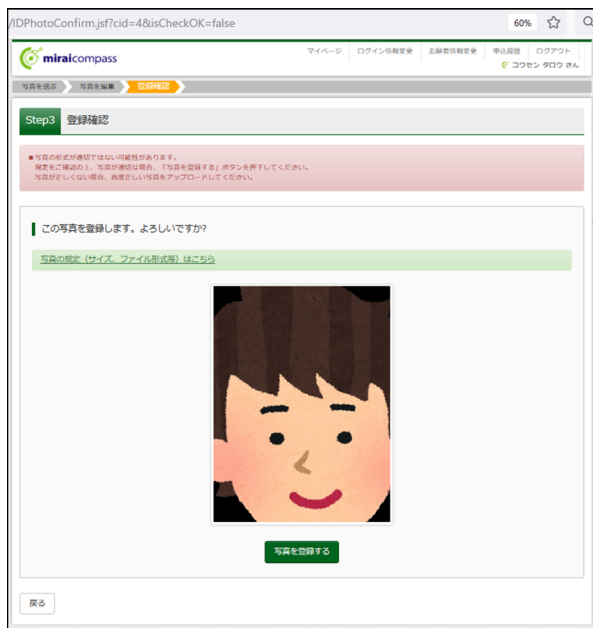 /IDPhotoConfirm.jsf?cid=4&isCheckOK=false
60%
miraicompass
マイページ ログイン情報変更 志願者情報変更 申込履歴 ログアウト
コウセン タロウ さん
写真を選ぶ 写真を編集 登録確認
Step3 登録確認
■写真の形式が適切ではない可能性があります。
規定をご確認の上、写真が適切な場合、「写真を登録する」ボタンを押下してください。
写真が正しくない場合、再度正しい写真をアップロードしてください。
この写真を登録します。よろしいですか?
写真の規定（サイズ、ファイル形式等）はこちら
写真を登録する
戻る